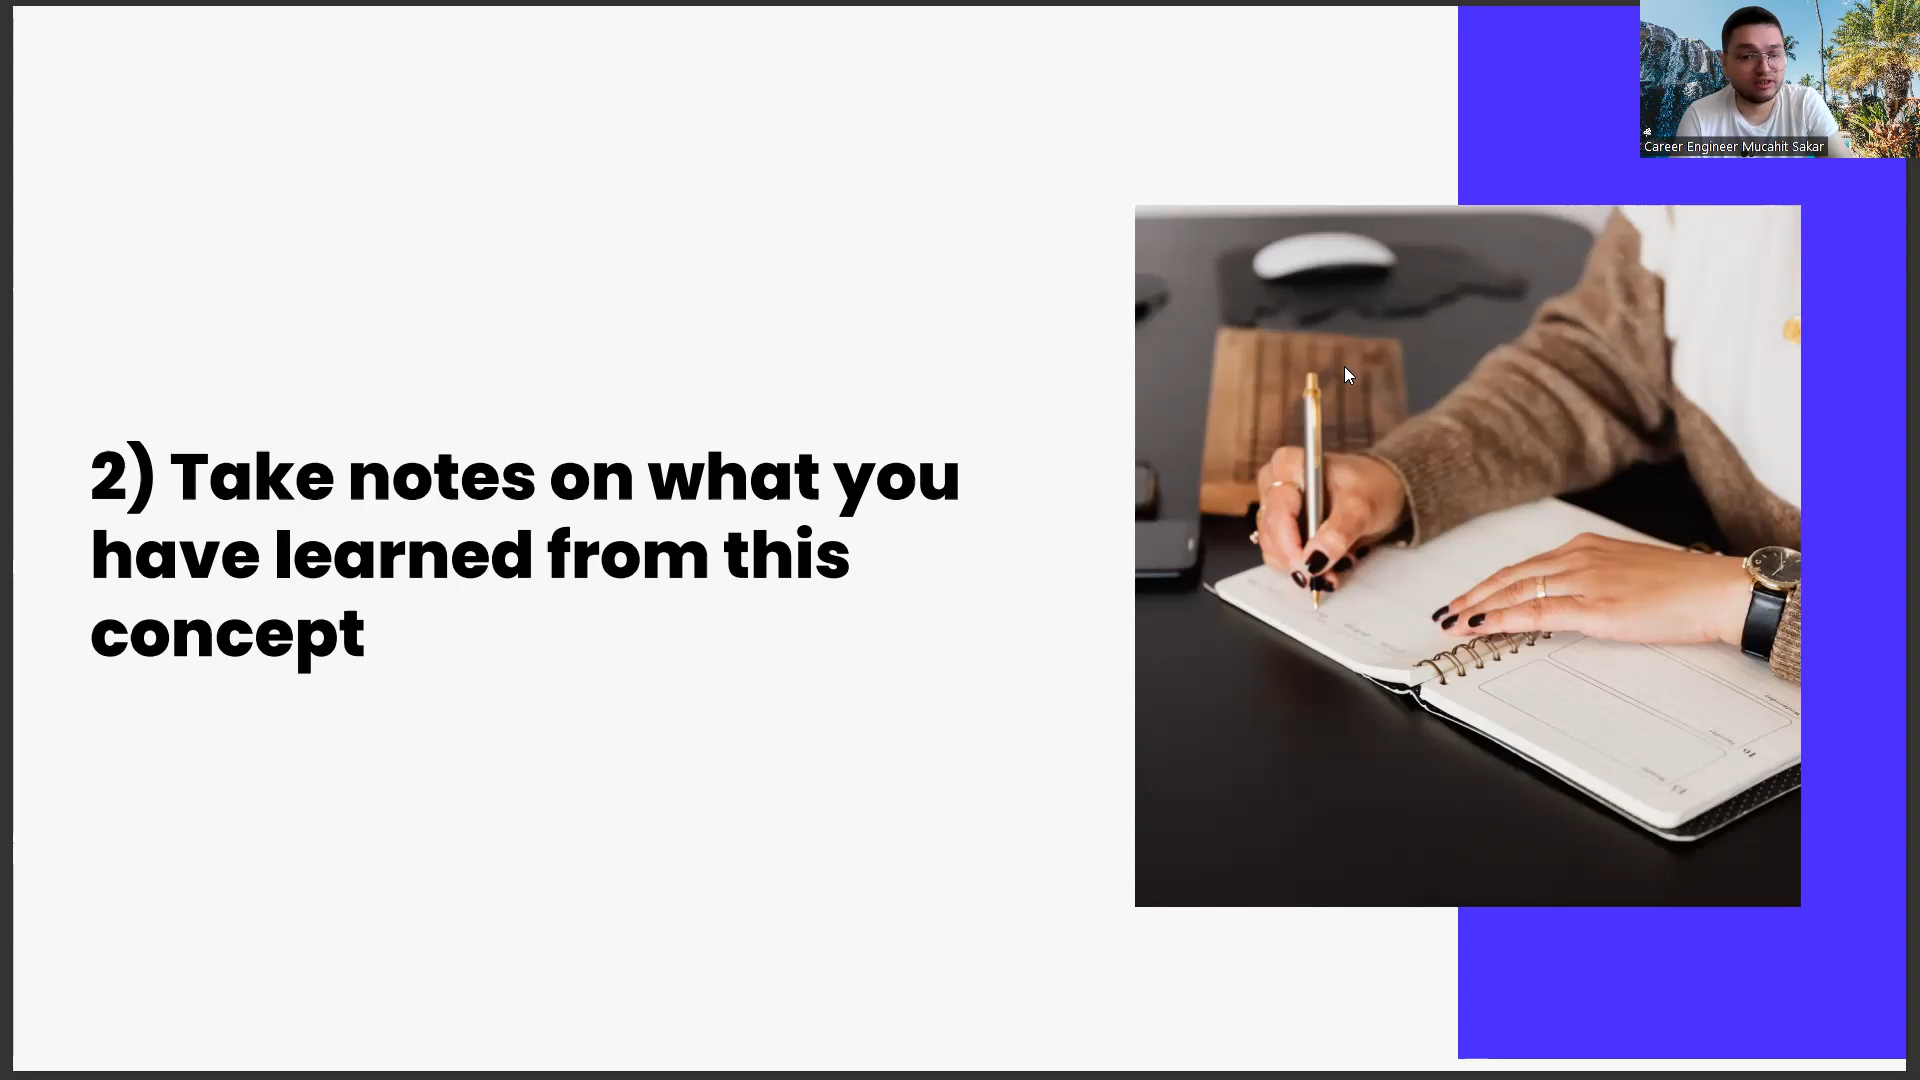 Career Engineer Mucahit Sakar
2) Take notes on what you
have learned from this
concept